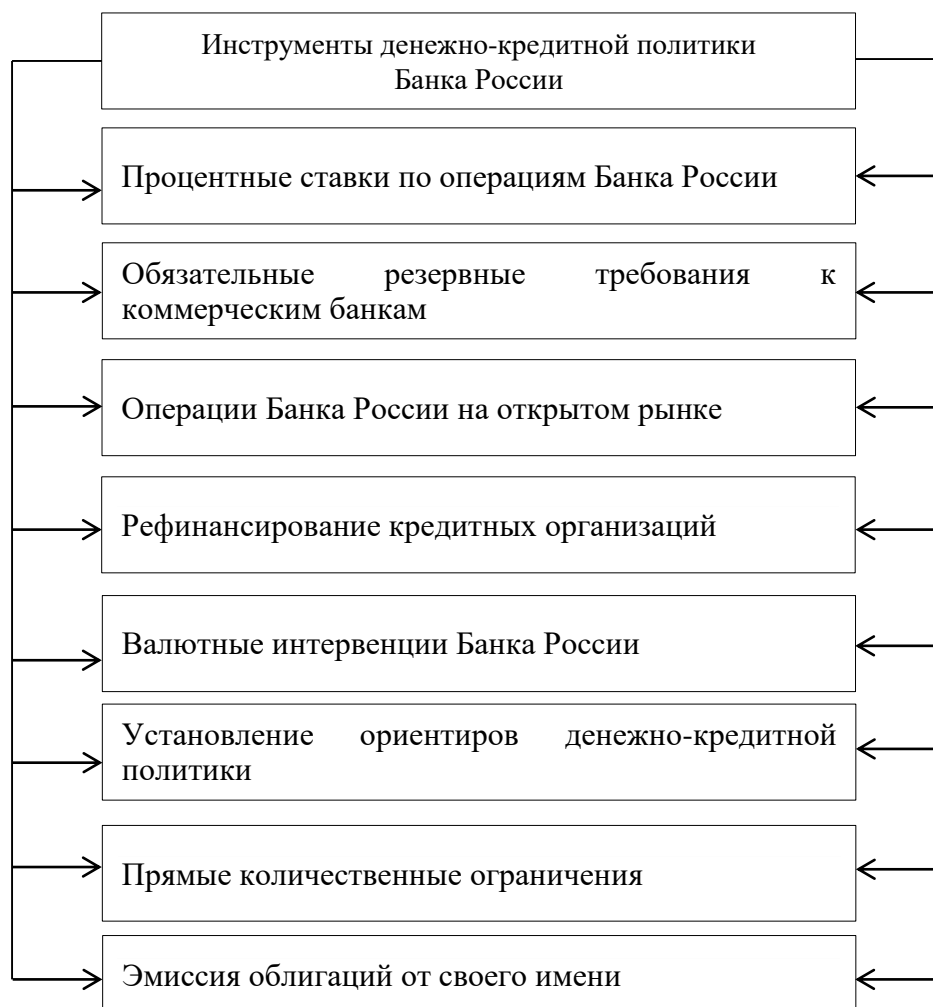 Инструменты денежно-кредитной политики
Банка России
Процентные ставки по операциям Банка России
Обязательные резервные требования к
коммерческим банкам
Операции Банка России на открытом рынке
Рефинансирование кредитных организаций
Валютные интервенции Банка России
Установление ориентиров денежно-кредитной
политики
Прямые количественные ограничения
Эмиссия облигаций от своего имени